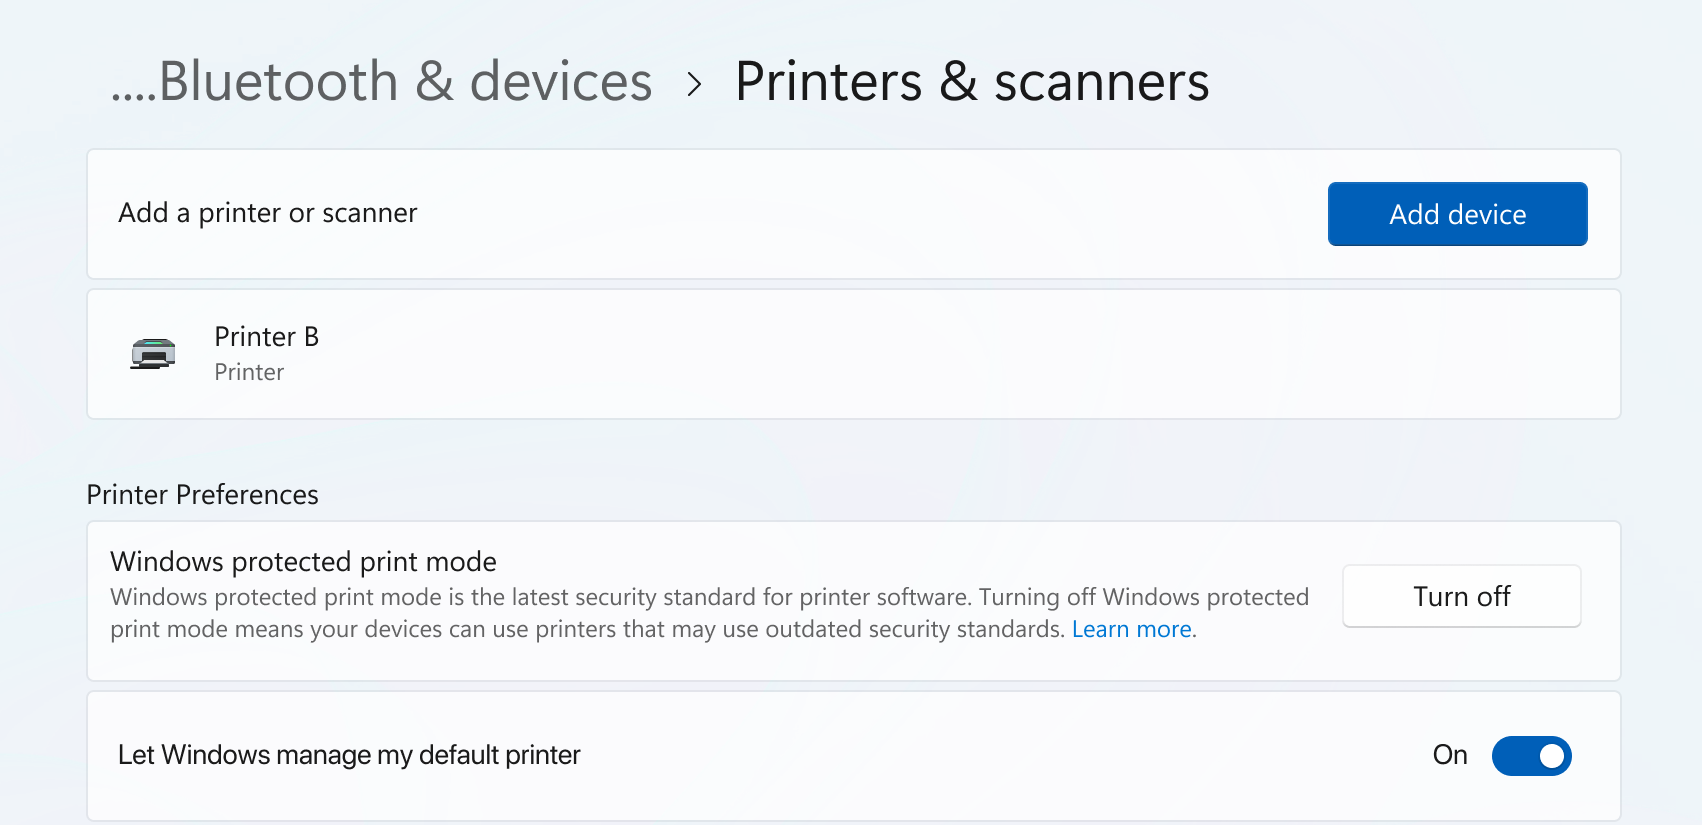 ....Bluetooth & devices > Printers & scanners
Add a printer or scanner
Add device
Printer B
Printer
Printer Preferences
Windows protected print mode
Windows protected print mode is the latest security standard for printer software. Turning off Windows protected
print mode means your devices can use printers that may use outdated security standards. Learn more.
Turn off
Let Windows manage my default printer
On